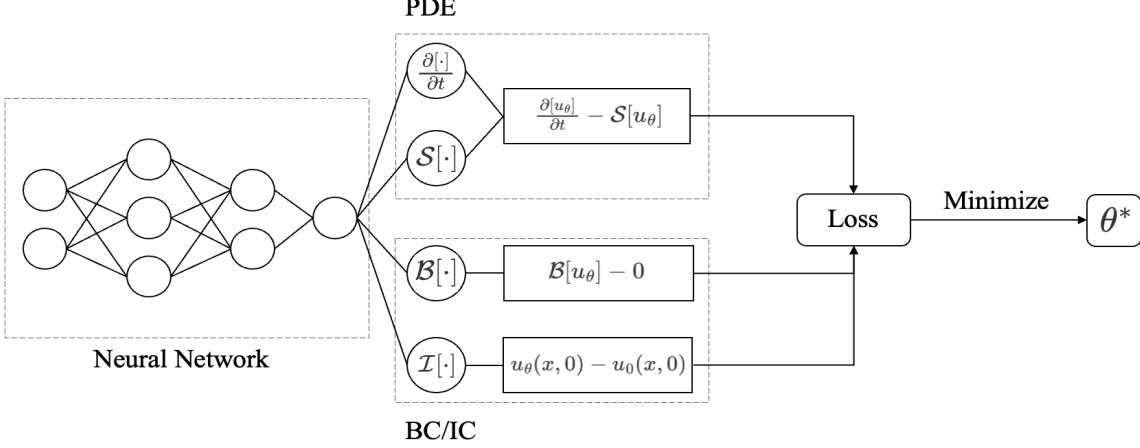 PDE
∂[·]/∂t
∂[u_θ]/∂t − 𝒮[u_θ]
𝒮[·]
Loss
Minimize
θ*
ℬ[·]
ℬ[u_θ] − 0
Neural Network
ℐ[·]
u_θ(x, 0) − u_0(x, 0)
BC/IC